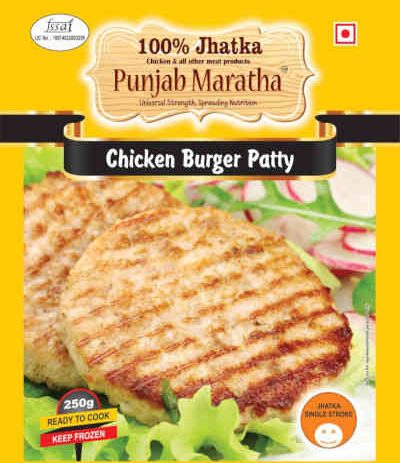 fssai
100% Jhatka
Chicken & all other meat products
Punjab Maratha™
Universal Strength, Spreading Nutrition
Chicken Burger Patty
250g
READY TO COOK
KEEP FROZEN
JHATKA
SINGLE STROKE